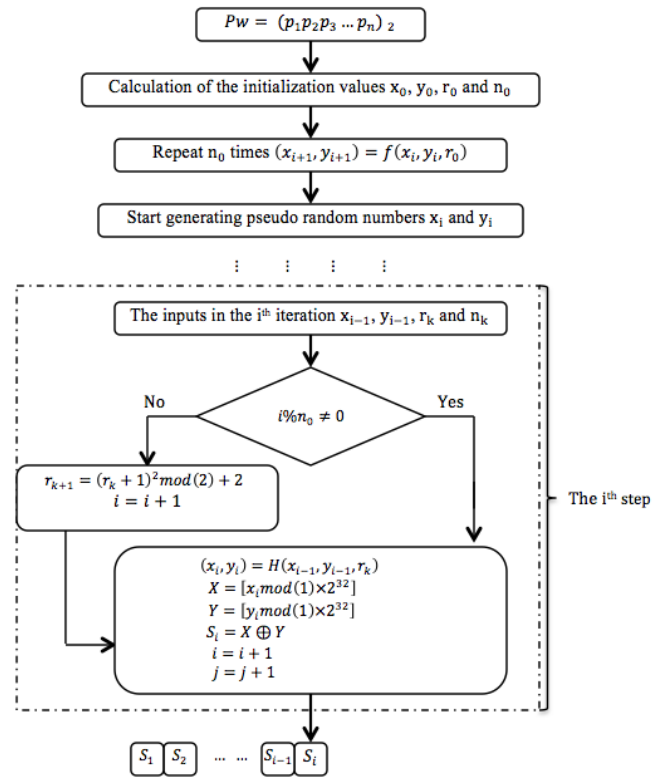 Pw = (p₁p₂p₃ …pₙ) ₂
Calculation of the initialization values x₀, y₀, r₀ and n₀
Repeat n₀ times (xᵢ₊₁, yᵢ₊₁) = f(xᵢ, yᵢ, r₀)
Start generating pseudo random numbers xᵢ and yᵢ
⋮ ⋮ ⋮ ⋮
The inputs in the iᵗʰ iteration xᵢ₋₁, yᵢ₋₁, rₖ and nₖ
No
Yes
i%n₀ ≠ 0
rₖ₊₁ = (rₖ + 1)²mod(2) + 2
i = i + 1
The iᵗʰ step
(xᵢ, yᵢ) = H(xᵢ₋₁, yᵢ₋₁, rₖ)
X = [xᵢmod(1)×2³²]
Y = [yᵢmod(1)×2³²]
Sᵢ = X ⊕ Y
i = i + 1
j = j + 1
S₁ S₂ … … Sᵢ₋₁ Sᵢ